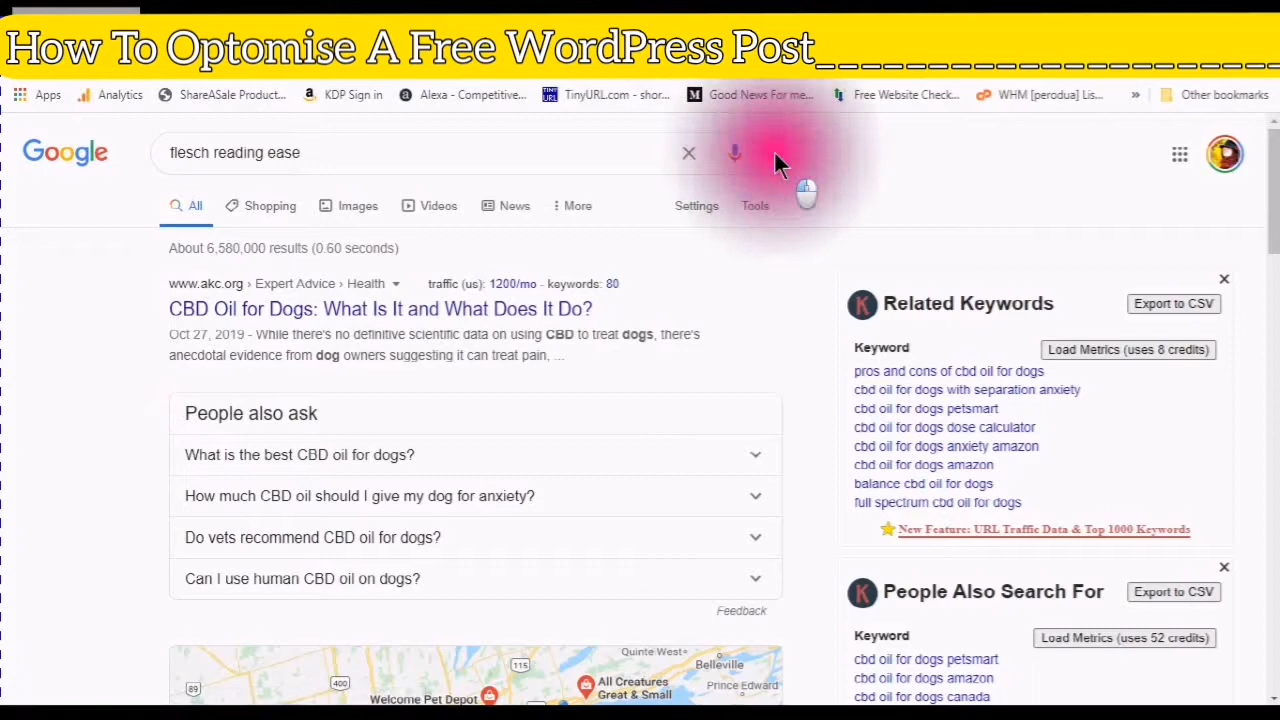 How To Optomise A Free WordPress Post_ _ _ _ _ _ _ _ _ _ _ _ _ _ _ _ _ _ _ _ _ _
Apps Analytics ShareASale Product... a KDP Sign in a Alexa - Competitive... TINY URL TinyURL.com - shor... M Good News For me... Free Website Check... cP WHM [perodua] Lis... » Other bookmarks
Google flesch reading ease
All Shopping Images Videos News More Settings Tools
About 6,580,000 results (0.60 seconds)
www.akc.org › Expert Advice › Health traffic (us): 1200/mo - keywords: 80
CBD Oil for Dogs: What Is It and What Does It Do?
Oct 27, 2019 - While there's no definitive scientific data on using CBD to treat dogs, there's
anecdotal evidence from dog owners suggesting it can treat pain, ...
People also ask
What is the best CBD oil for dogs?
How much CBD oil should I give my dog for anxiety?
Do vets recommend CBD oil for dogs?
Can I use human CBD oil on dogs?
Feedback
Quinte West
Belleville
Prince Edward
115
401
89
All Creatures
Great & Small
Welcome Pet Depot
K Related Keywords Export to CSV
Keyword Load Metrics (uses 8 credits)
pros and cons of cbd oil for dogs
cbd oil for dogs with separation anxiety
cbd oil for dogs petsmart
cbd oil for dogs dose calculator
cbd oil for dogs anxiety amazon
cbd oil for dogs amazon
balance cbd oil for dogs
full spectrum cbd oil for dogs
New Feature: URL Traffic Data & Top 1000 Keywords
K People Also Search For Export to CSV
Keyword Load Metrics (uses 52 credits)
cbd oil for dogs petsmart
cbd oil for dogs amazon
cbd oil for dogs canada